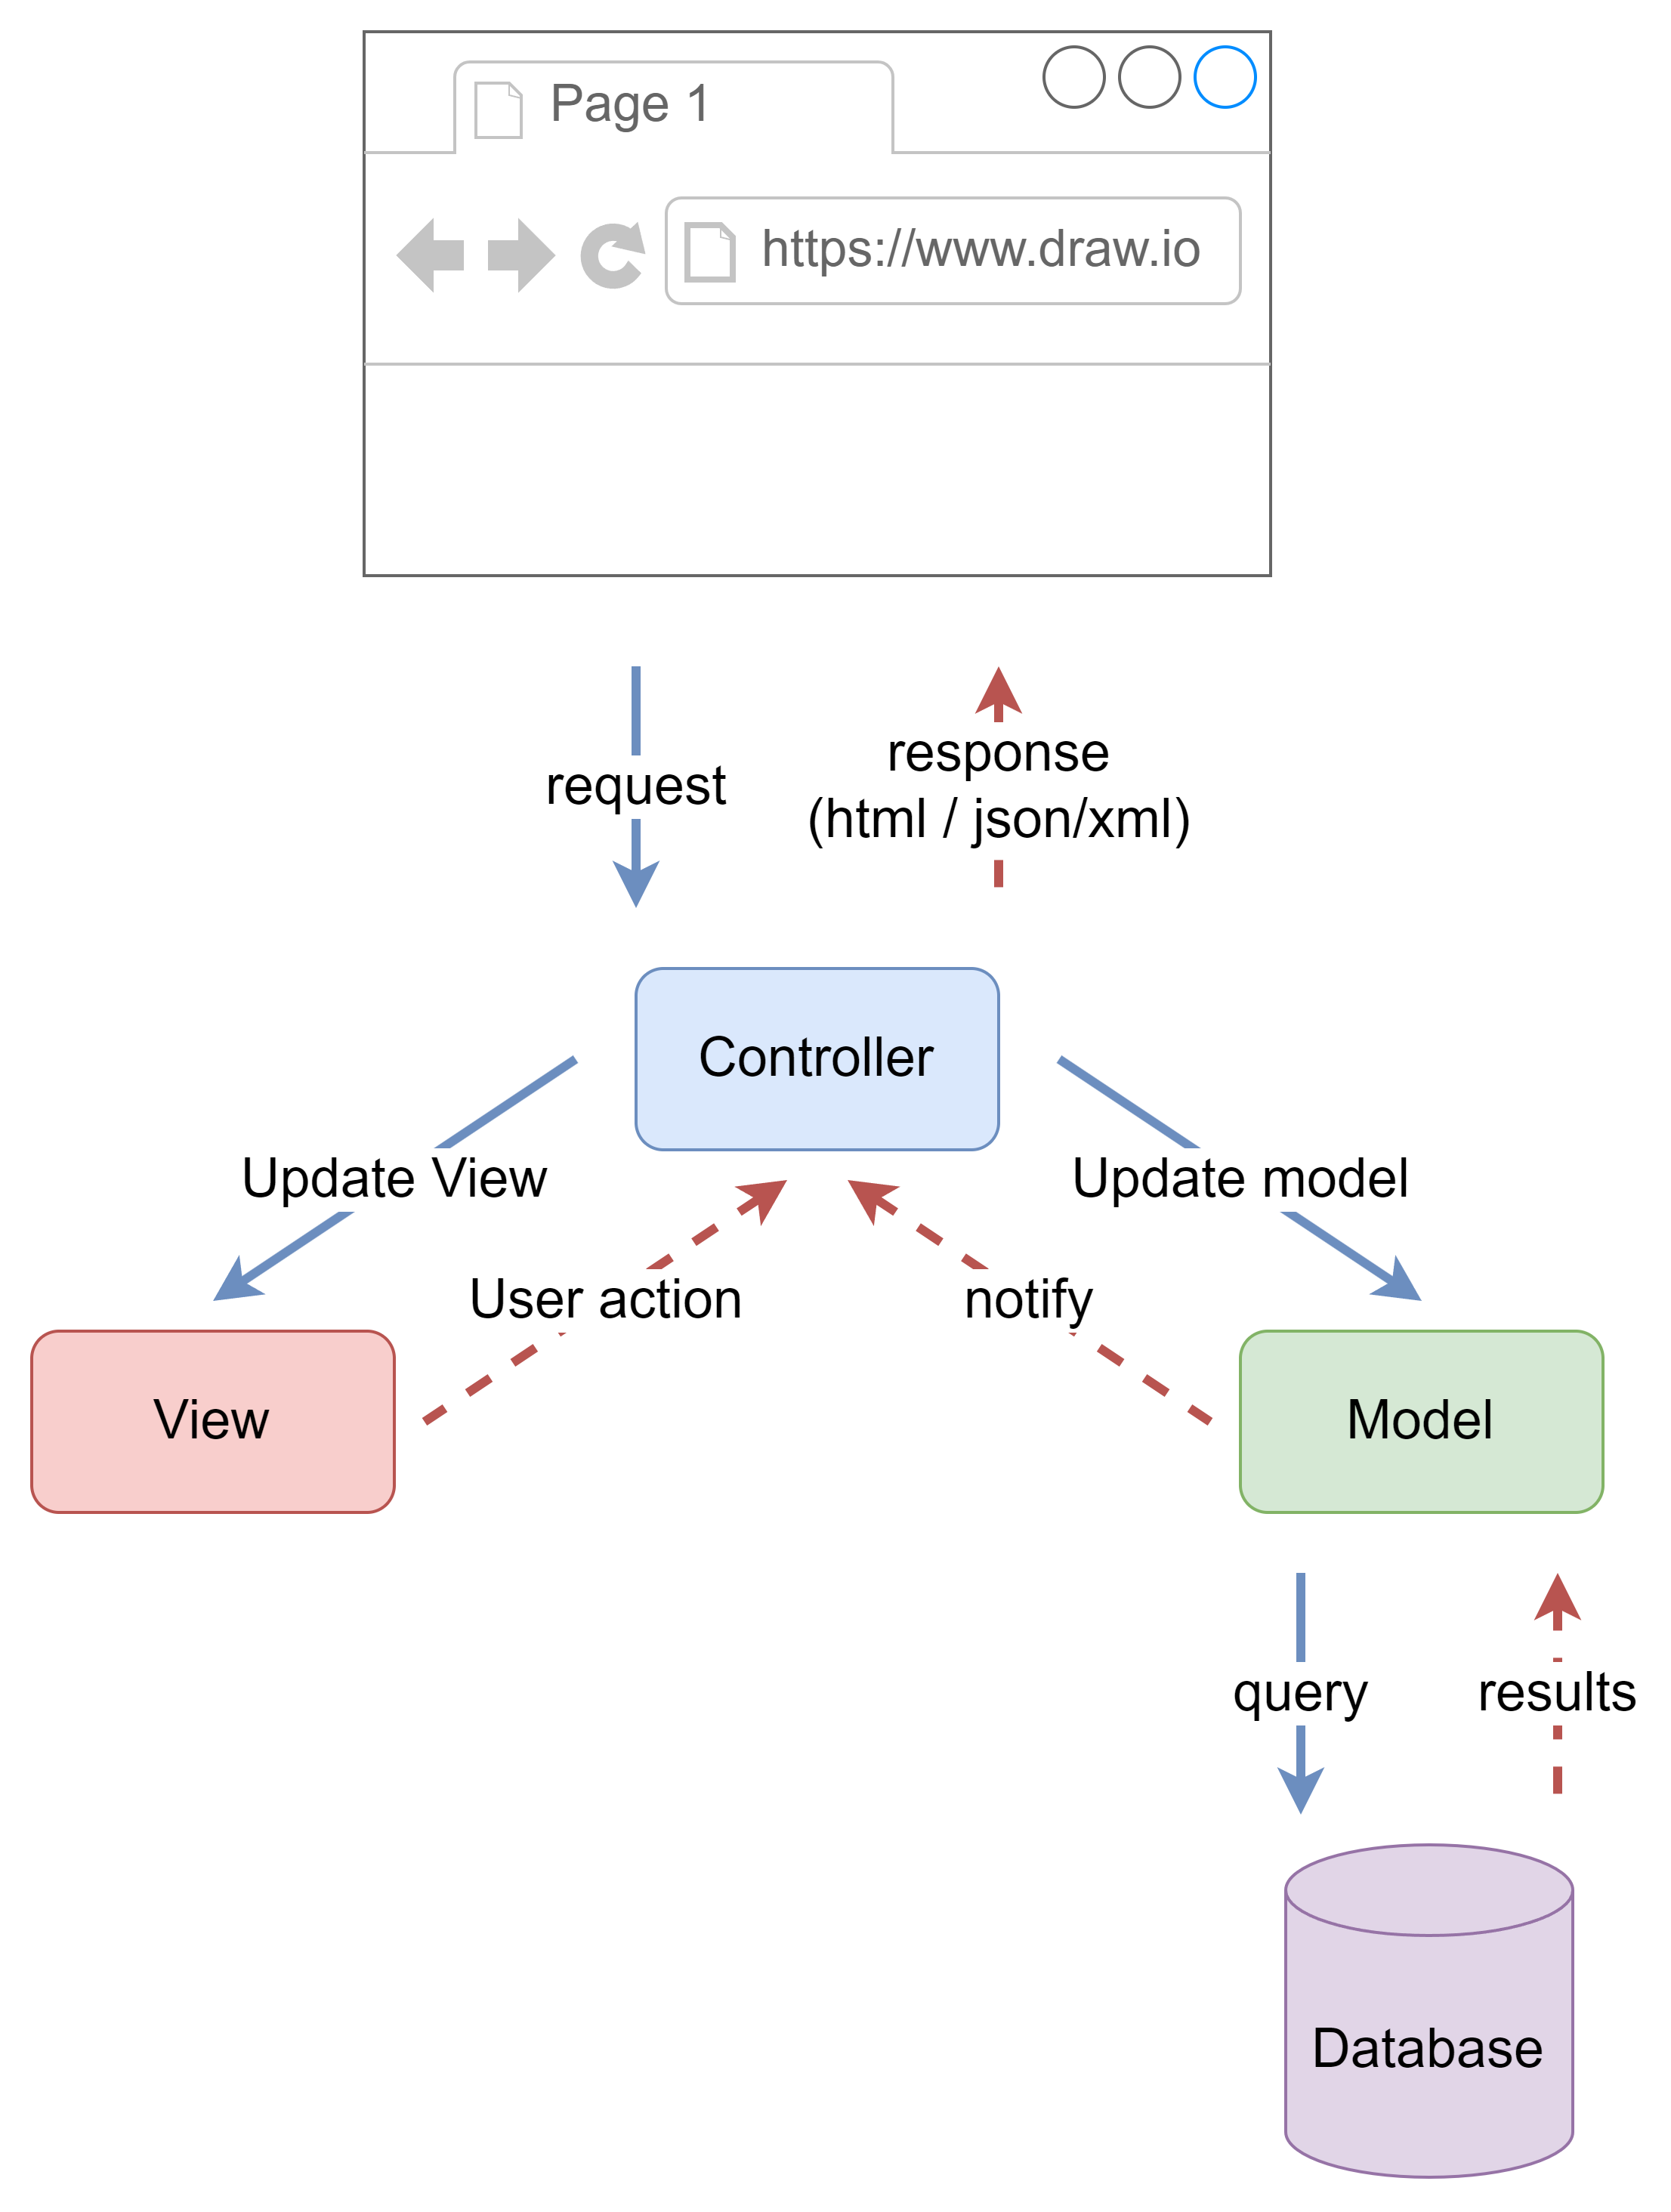 Page 1
https://www.draw.io
request
response
(html / json/xml)
Controller
Update View
Update model
User action
notify
View
Model
query
results
Database